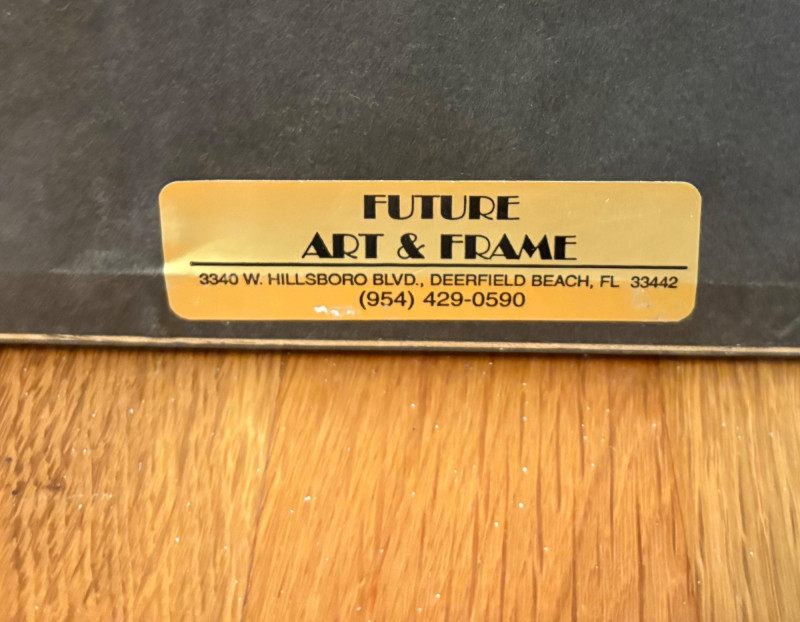 FUTURE
ART & FRAME
3340 W. HILLSBORO BLVD., DEERFIELD BEACH, FL 33442
(954) 429-0590